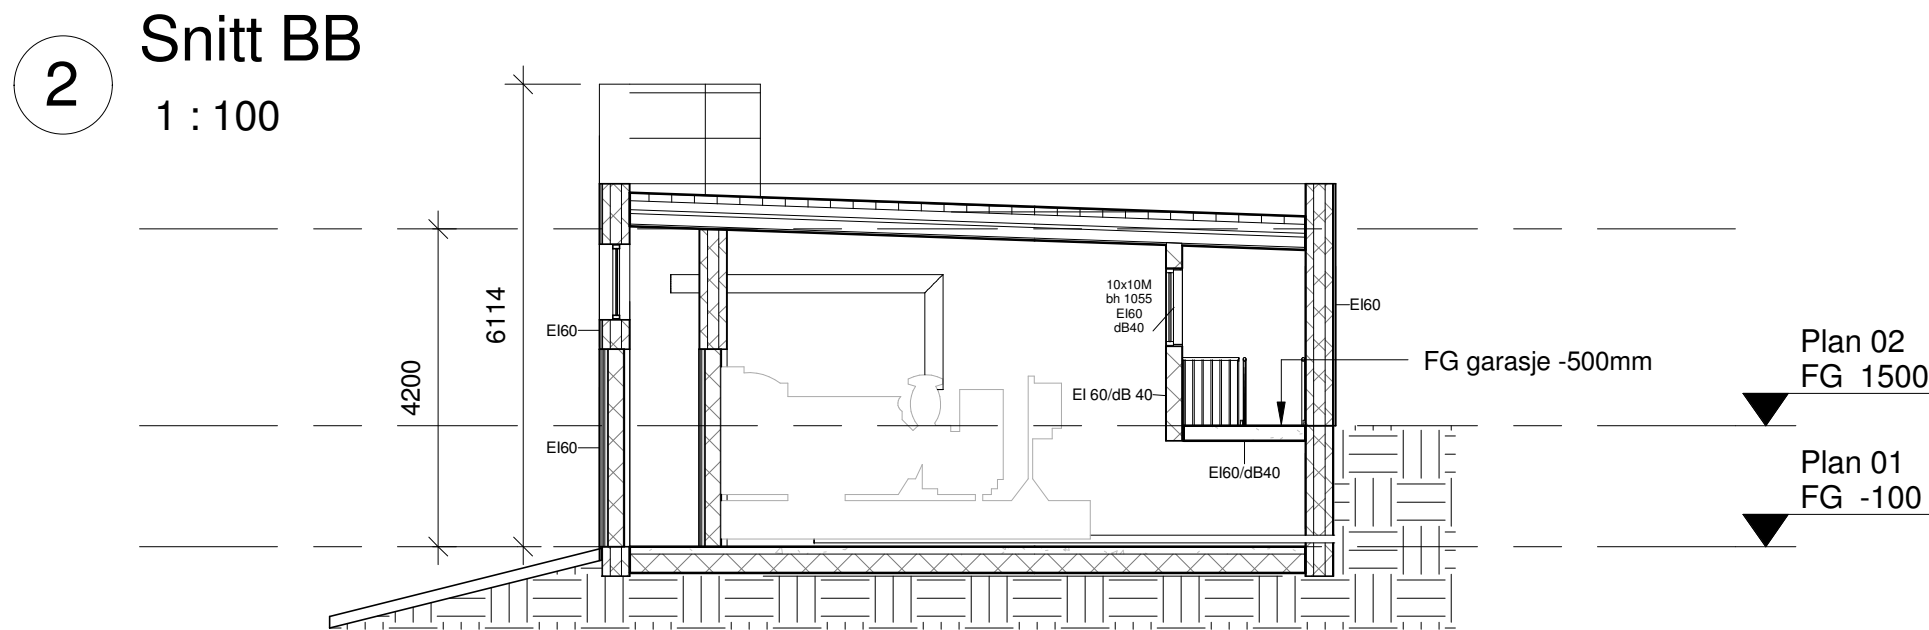 2
Snitt BB
1 : 100
6114
4200
EI60
EI60
10x10M
bh 1055
EI60
dB40
EI 60/dB 40
EI60/dB40
EI60
FG garasje -500mm
Plan 02
FG 1500
Plan 01
FG -100